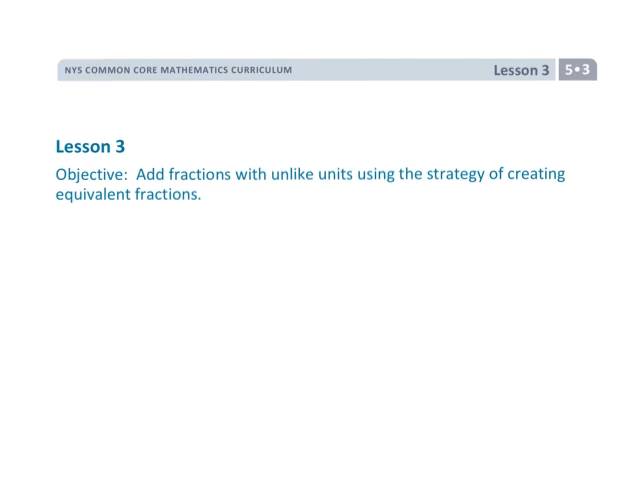 NYS COMMON CORE MATHEMATICS CURRICULUM Lesson 3 5•3
Lesson 3
Objective: Add fractions with unlike units using the strategy of creating
equivalent fractions.